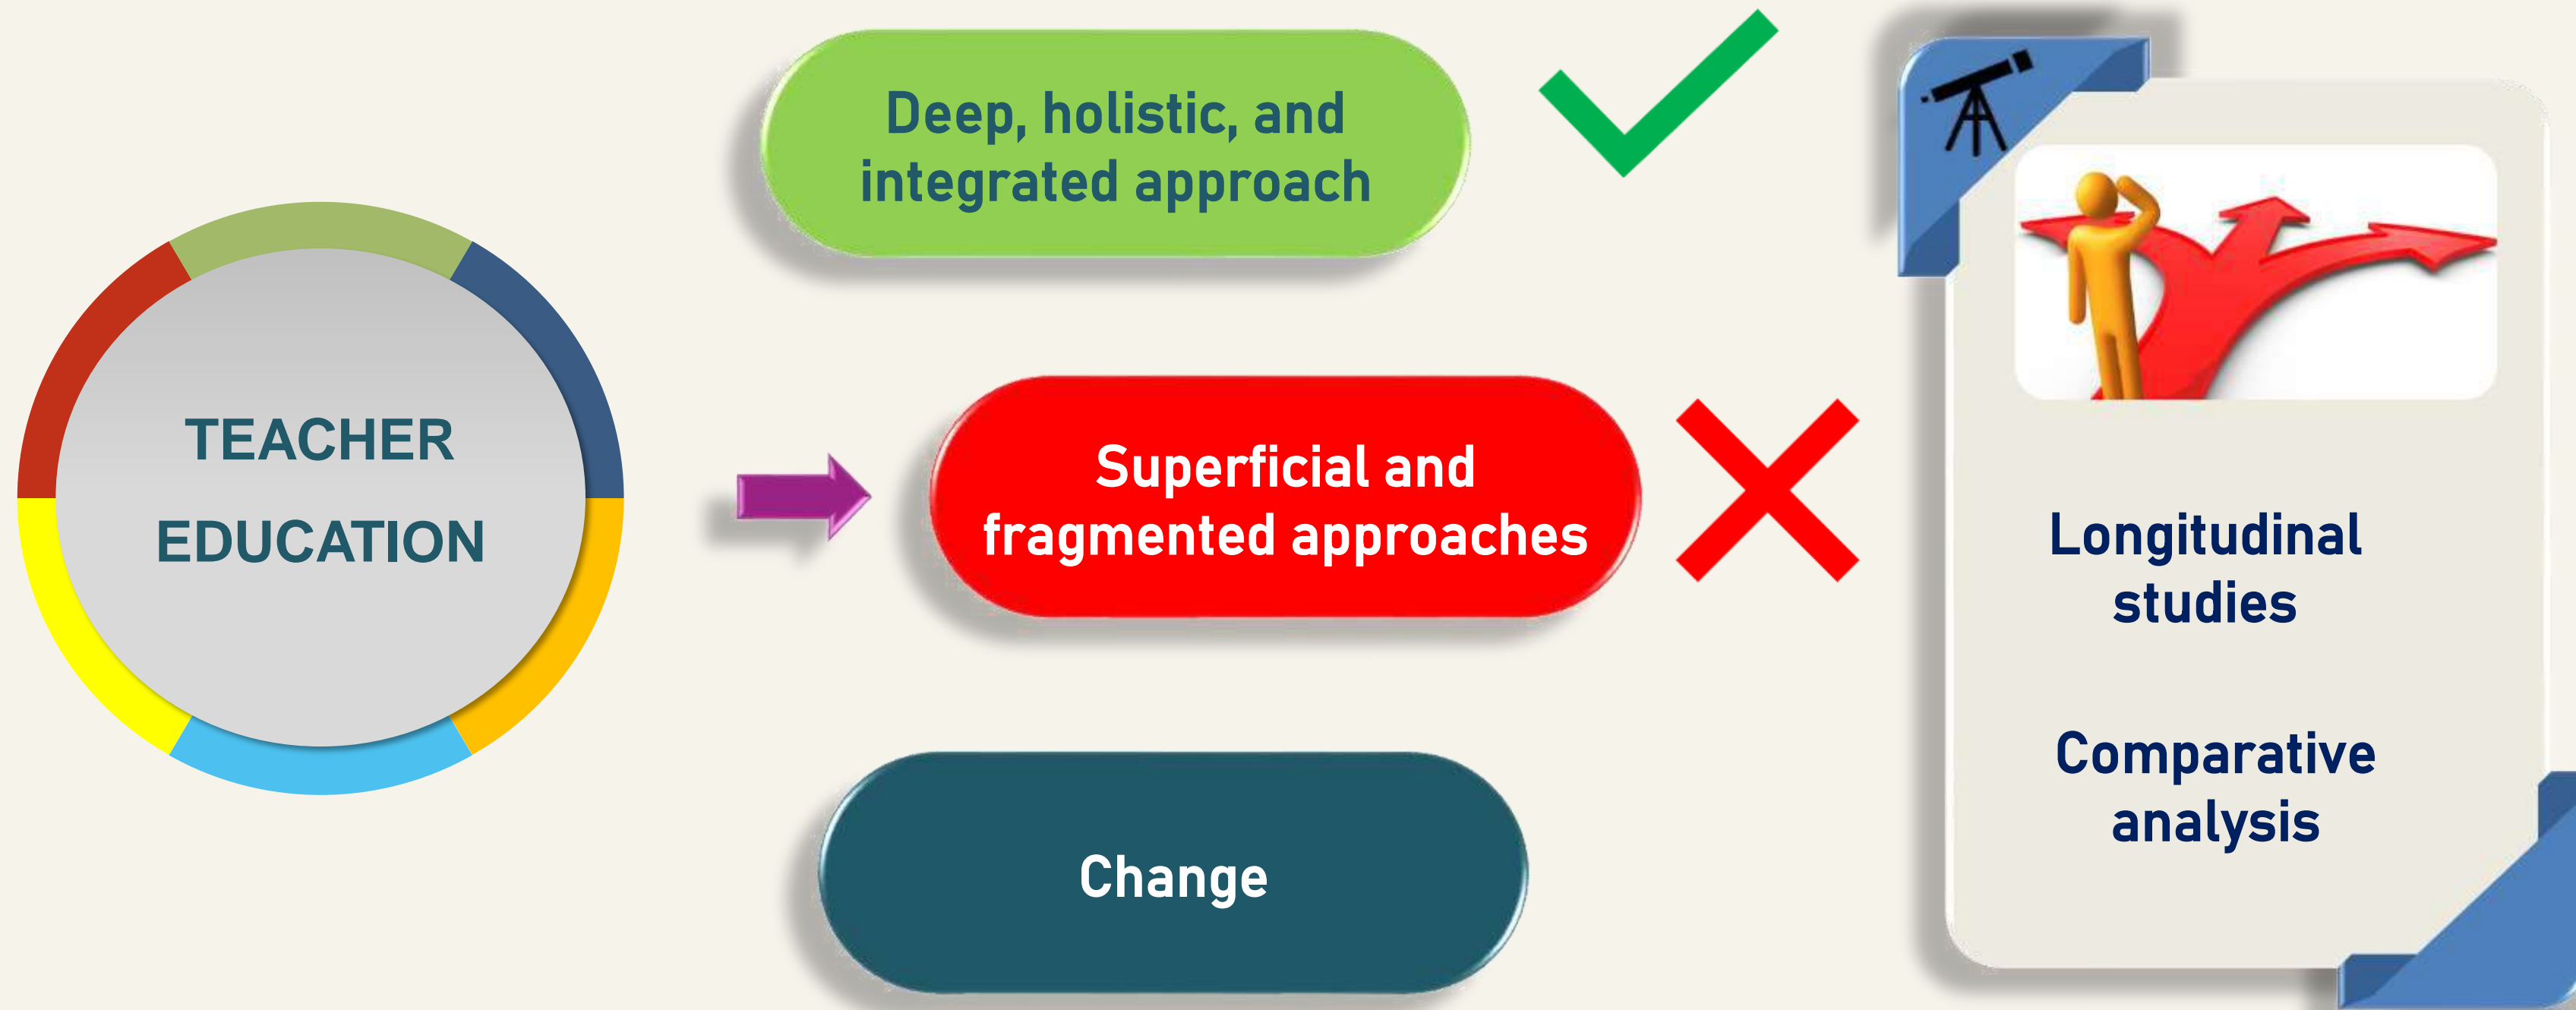 TEACHER
EDUCATION
Deep, holistic, and
integrated approach
Superficial and
fragmented approaches
Change
Longitudinal
studies
Comparative
analysis